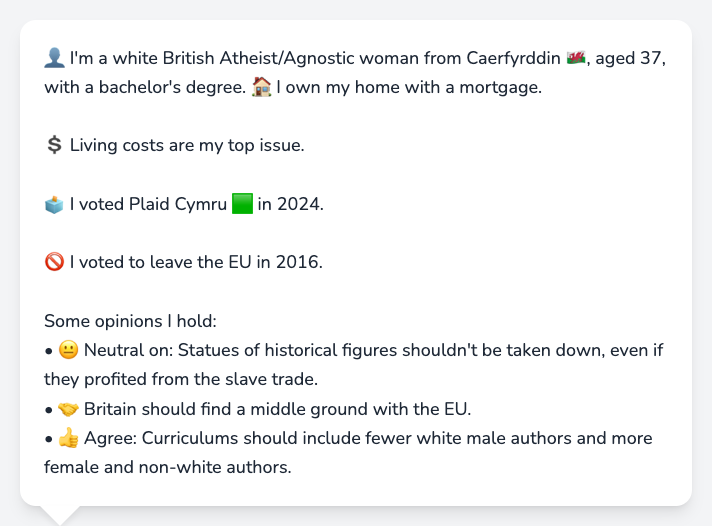 👤 I'm a white British Atheist/Agnostic woman from Caerfyrddin 🏴󠁧󠁢󠁷󠁬󠁳󠁿, aged 37,
with a bachelor's degree. 🏠 I own my home with a mortgage.
💲 Living costs are my top issue.
🗳️ I voted Plaid Cymru 🟩 in 2024.
🚫 I voted to leave the EU in 2016.
Some opinions I hold:
• 😐 Neutral on: Statues of historical figures shouldn't be taken down, even if
they profited from the slave trade.
• 🤝 Britain should find a middle ground with the EU.
• 👍 Agree: Curriculums should include fewer white male authors and more
female and non-white authors.